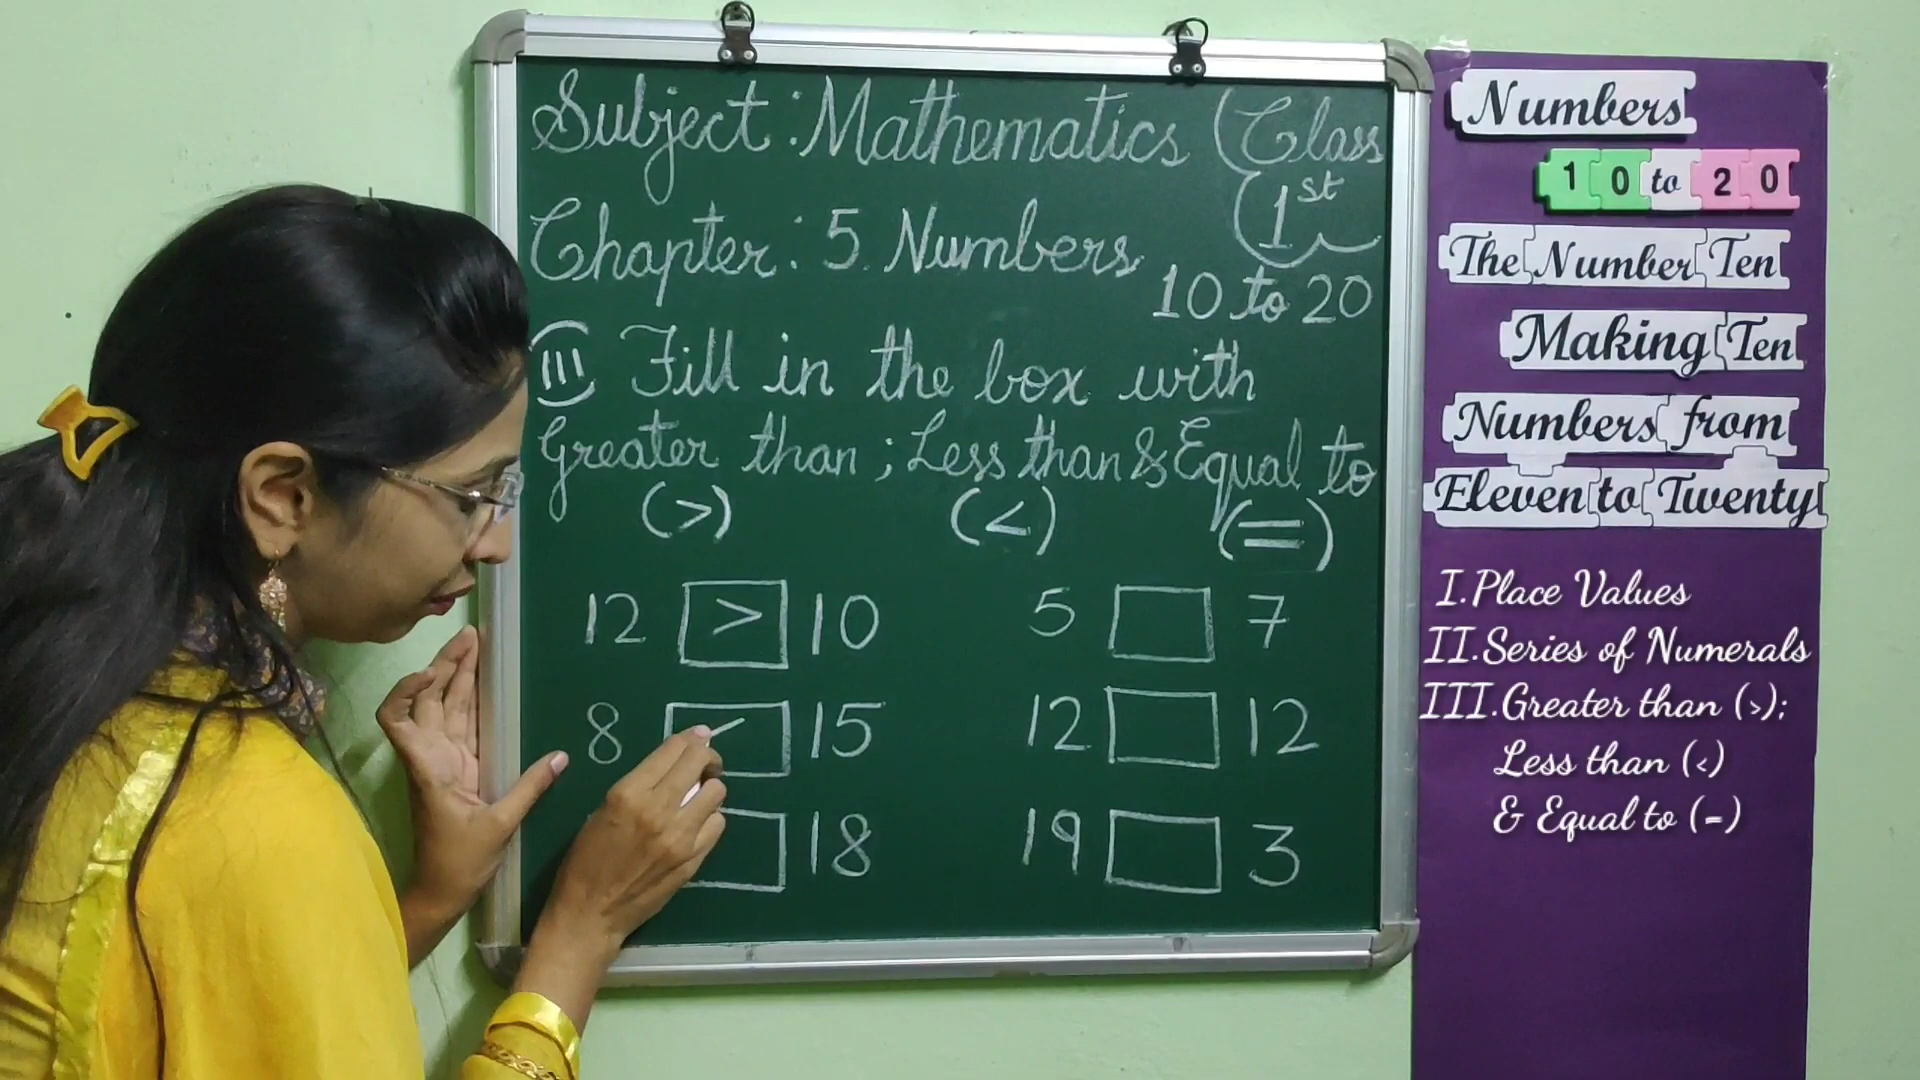 Subject : Mathematics (Class 1st)
Chapter : 5. Numbers 10 to 20
(III) Fill in the box with
Greater than ; Less than & Equal to
(>) (<) (=)
12 > 10 5 7
8 15 12 12
18 19 3
Numbers
10 to 20
The Number Ten
Making Ten
Numbers from
Eleven to Twenty
I. Place Values
II. Series of Numerals
III. Greater than (>);
Less than (<)
& Equal to (=)